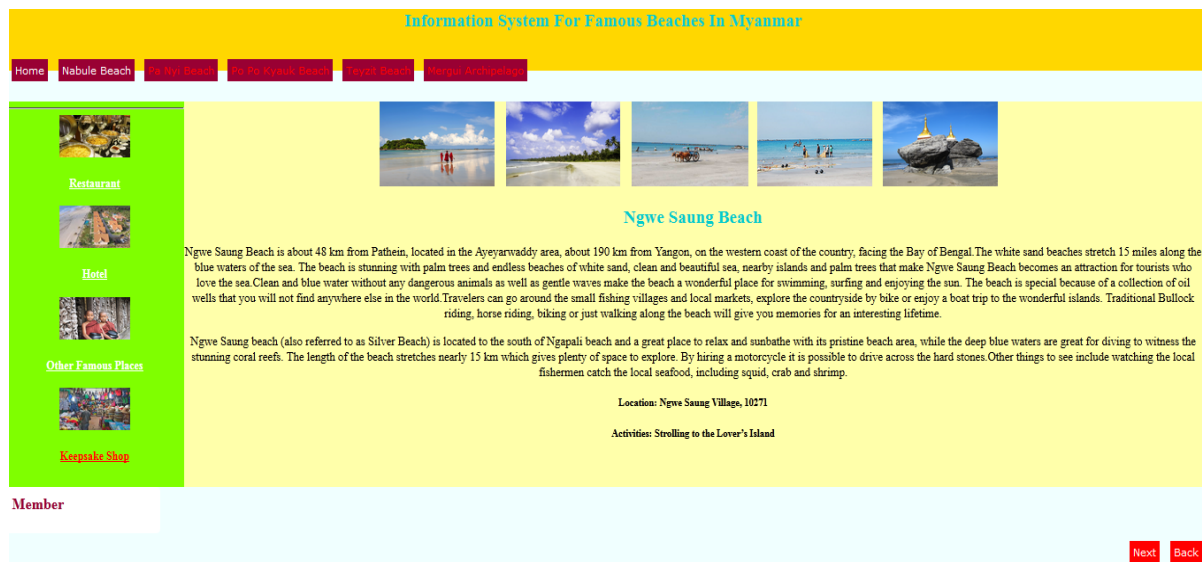 Information System For Famous Beaches In Myanmar
Home
Nabule Beach
Pa Nyi Beach
Po Po Kyauk Beach
Teyzit Beach
Mergui Archipelago
Restaurant
Hotel
Other Famous Places
Keepsake Shop
Ngwe Saung Beach
Ngwe Saung Beach is about 48 km from Pathein, located in the Ayeyarwaddy area, about 190 km from Yangon, on the western coast of the country, facing the Bay of Bengal.The white sand beaches stretch 15 miles along the
blue waters of the sea. The beach is stunning with palm trees and endless beaches of white sand, clean and beautiful sea, nearby islands and palm trees that make Ngwe Saung Beach becomes an attraction for tourists who
love the sea.Clean and blue water without any dangerous animals as well as gentle waves make the beach a wonderful place for swimming, surfing and enjoying the sun. The beach is special because of a collection of oil
wells that you will not find anywhere else in the world.Travelers can go around the small fishing villages and local markets, explore the countryside by bike or enjoy a boat trip to the wonderful islands. Traditional Bullock
riding, horse riding, biking or just walking along the beach will give you memories for an interesting lifetime.
Ngwe Saung beach (also referred to as Silver Beach) is located to the south of Ngapali beach and a great place to relax and sunbathe with its pristine beach area, while the deep blue waters are great for diving to witness the
stunning coral reefs. The length of the beach stretches nearly 15 km which gives plenty of space to explore. By hiring a motorcycle it is possible to drive across the hard stones.Other things to see include watching the local
fishermen catch the local seafood, including squid, crab and shrimp.
Location: Ngwe Saung Village, 10271
Activities: Strolling to the Lover’s Island
Member
Next
Back